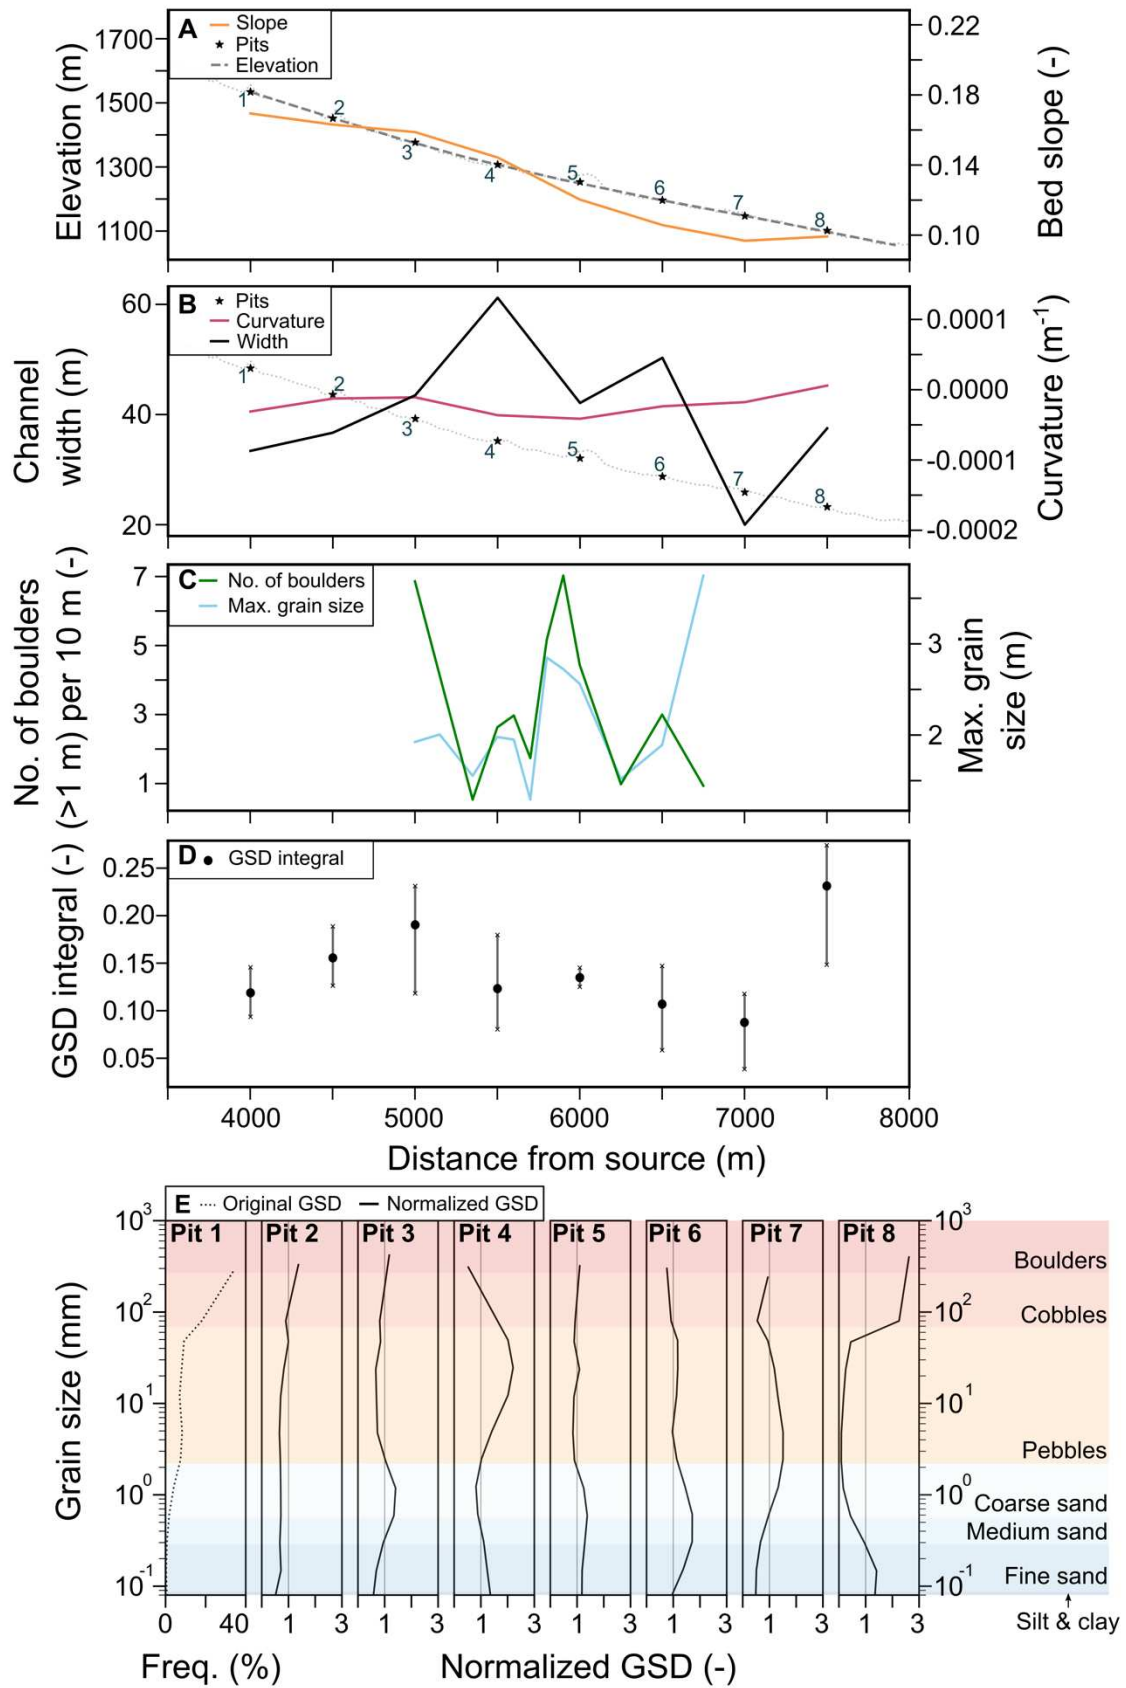 A
Slope
Pits
Elevation
1700
1500
1300
1100
Elevation (m)
0.22
0.18
0.14
0.10
Bed slope (-)
1
2
3
4
5
6
7
8
B
Pits
Curvature
Width
60
40
20
Channel
width (m)
0.0001
0.0000
-0.0001
-0.0002
Curvature (m⁻¹)
1
2
3
4
5
6
7
8
C
No. of boulders
Max. grain size
7
5
3
1
No. of boulders
(>1 m) per 10 m (-)
3
2
Max. grain
size (m)
D
GSD integral
0.25
0.20
0.15
0.10
0.05
GSD integral (-)
4000 5000 6000 7000 8000
Distance from source (m)
E Original GSD Normalized GSD
Pit 1 Pit 2 Pit 3 Pit 4 Pit 5 Pit 6 Pit 7 Pit 8
10³
10²
10¹
10⁰
10⁻¹
Grain size (mm)
10³
10²
10¹
10⁰
10⁻¹
Boulders
Cobbles
Pebbles
Coarse sand
Medium sand
Fine sand
Silt & clay
0 40 1 3 1 3 1 3 1 3 1 3 1 3 1 3
Freq. (%) Normalized GSD (-)